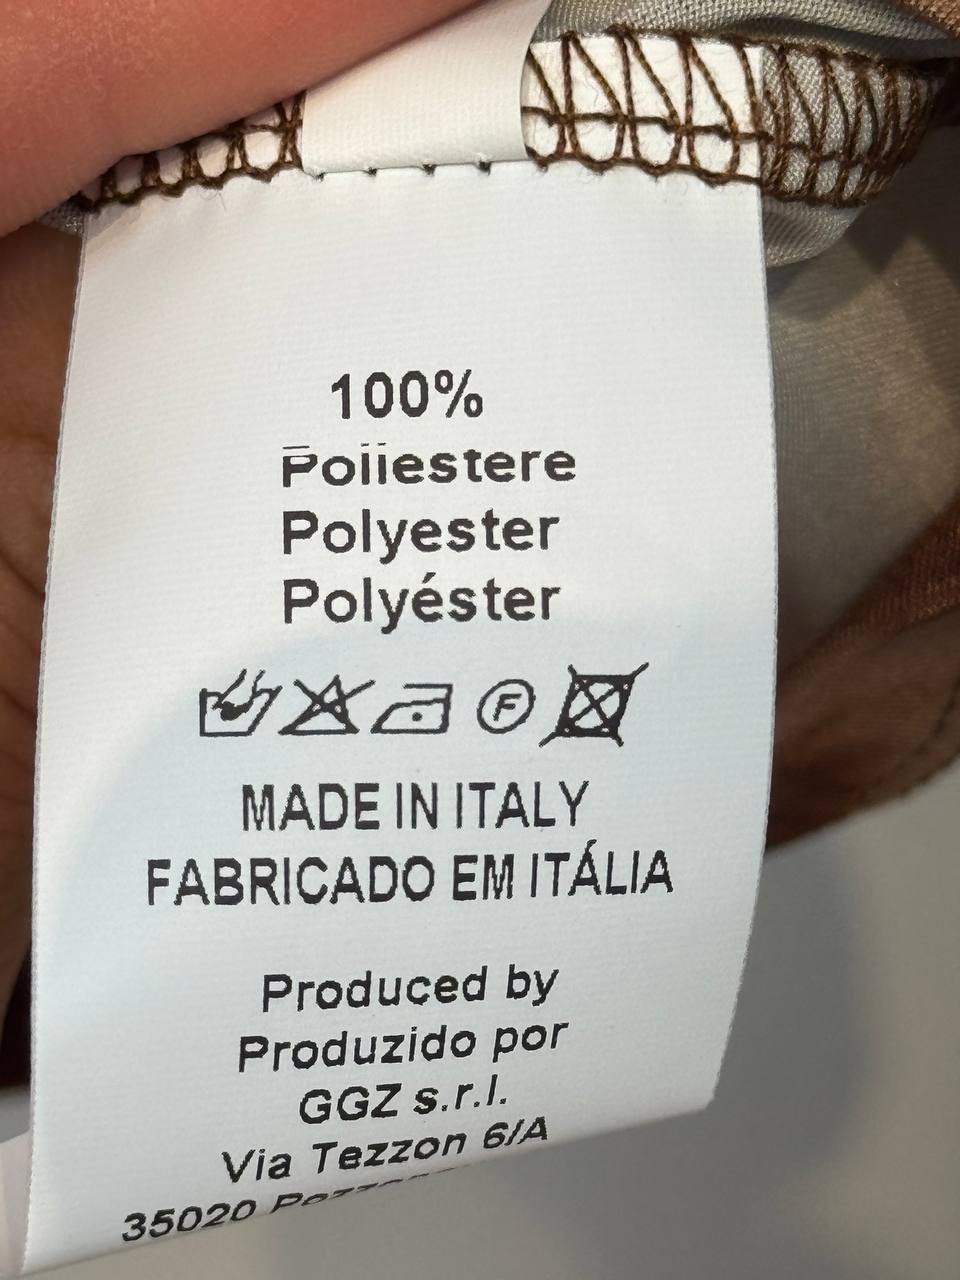 100%
Poliestere
Polyester
Polyéster
F
MADE IN ITALY
FABRICADO EM ITÁLIA
Produced by
Produzido por
GGZ s.r.l.
Via Tezzon 6/A
35020